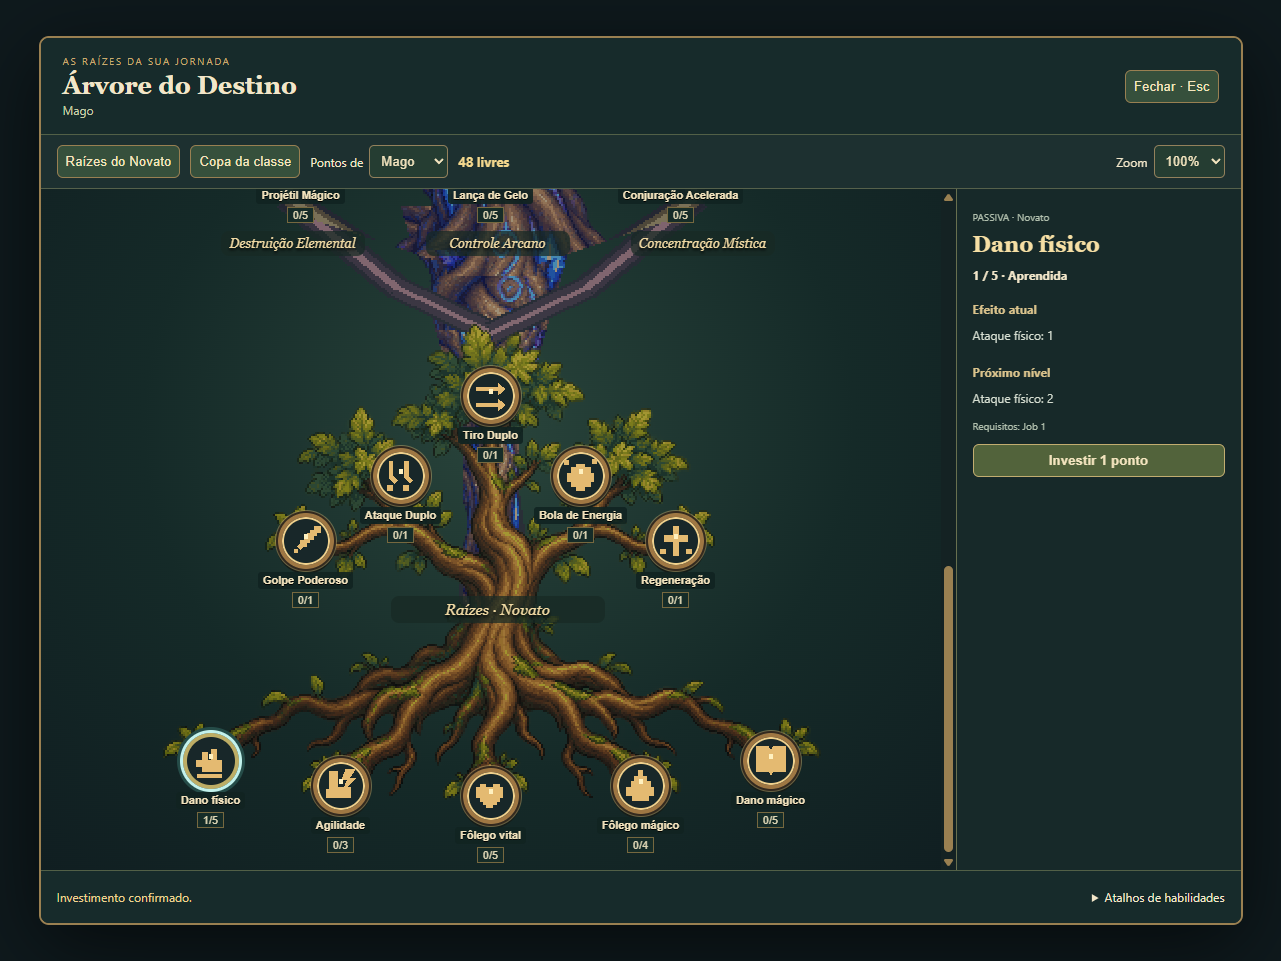 AS RAÍZES DA SUA JORNADA
Árvore do Destino
Mago
Fechar · Esc
Raízes do Novato
Copa da classe
Pontos de
Mago
48 livres
Zoom
100%
Projétil Mágico
0/5
Lança de Gelo
0/5
Conjuração Acelerada
0/5
Destruição Elemental
Controle Arcano
Concentração Mística
Tiro Duplo
0/1
Ataque Duplo
0/1
Bola de Energia
0/1
Golpe Poderoso
0/1
Regeneração
0/1
Raízes · Novato
Dano físico
1/5
Agilidade
0/3
Fôlego vital
0/5
Fôlego mágico
0/4
Dano mágico
0/5
PASSIVA · Novato
Dano físico
1 / 5 · Aprendida
Efeito atual
Ataque físico: 1
Próximo nível
Ataque físico: 2
Requisitos: Job 1
Investir 1 ponto
Investimento confirmado.
Atalhos de habilidades